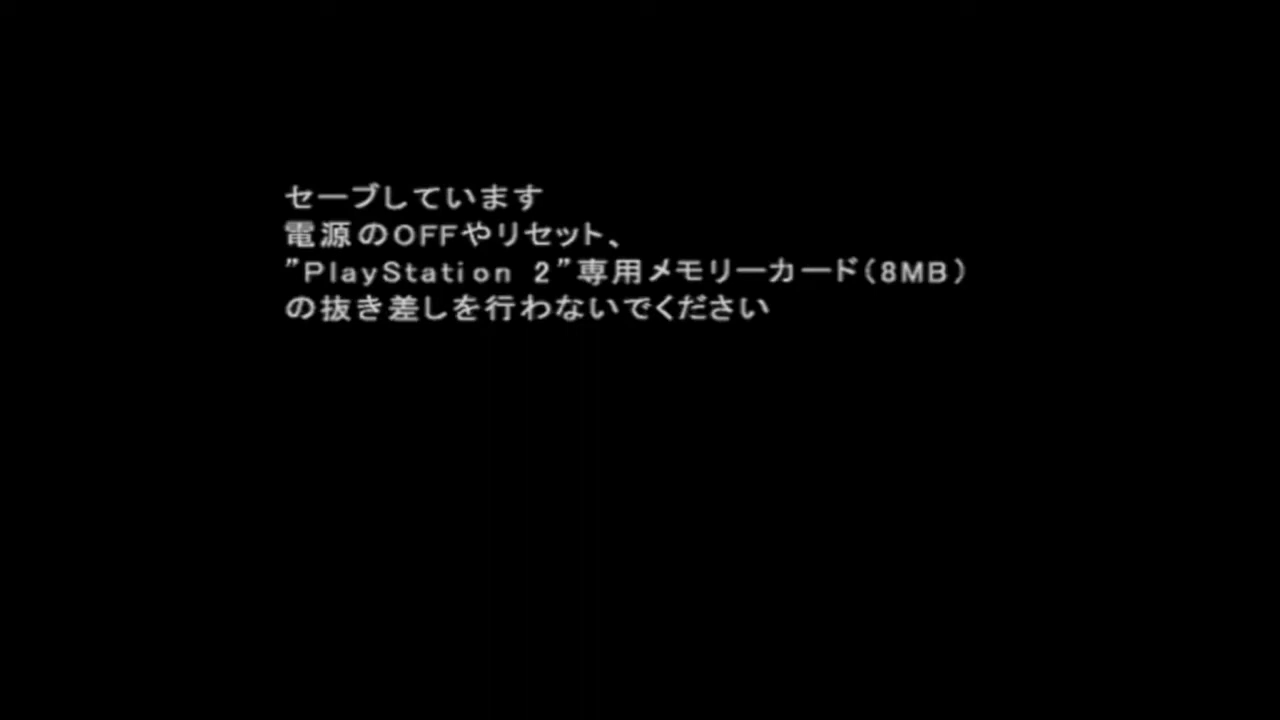 セーブしています
電源のOFFやリセット、
”PlayStation 2”専用メモリーカード（8MB）
の抜き差しを行わないでください